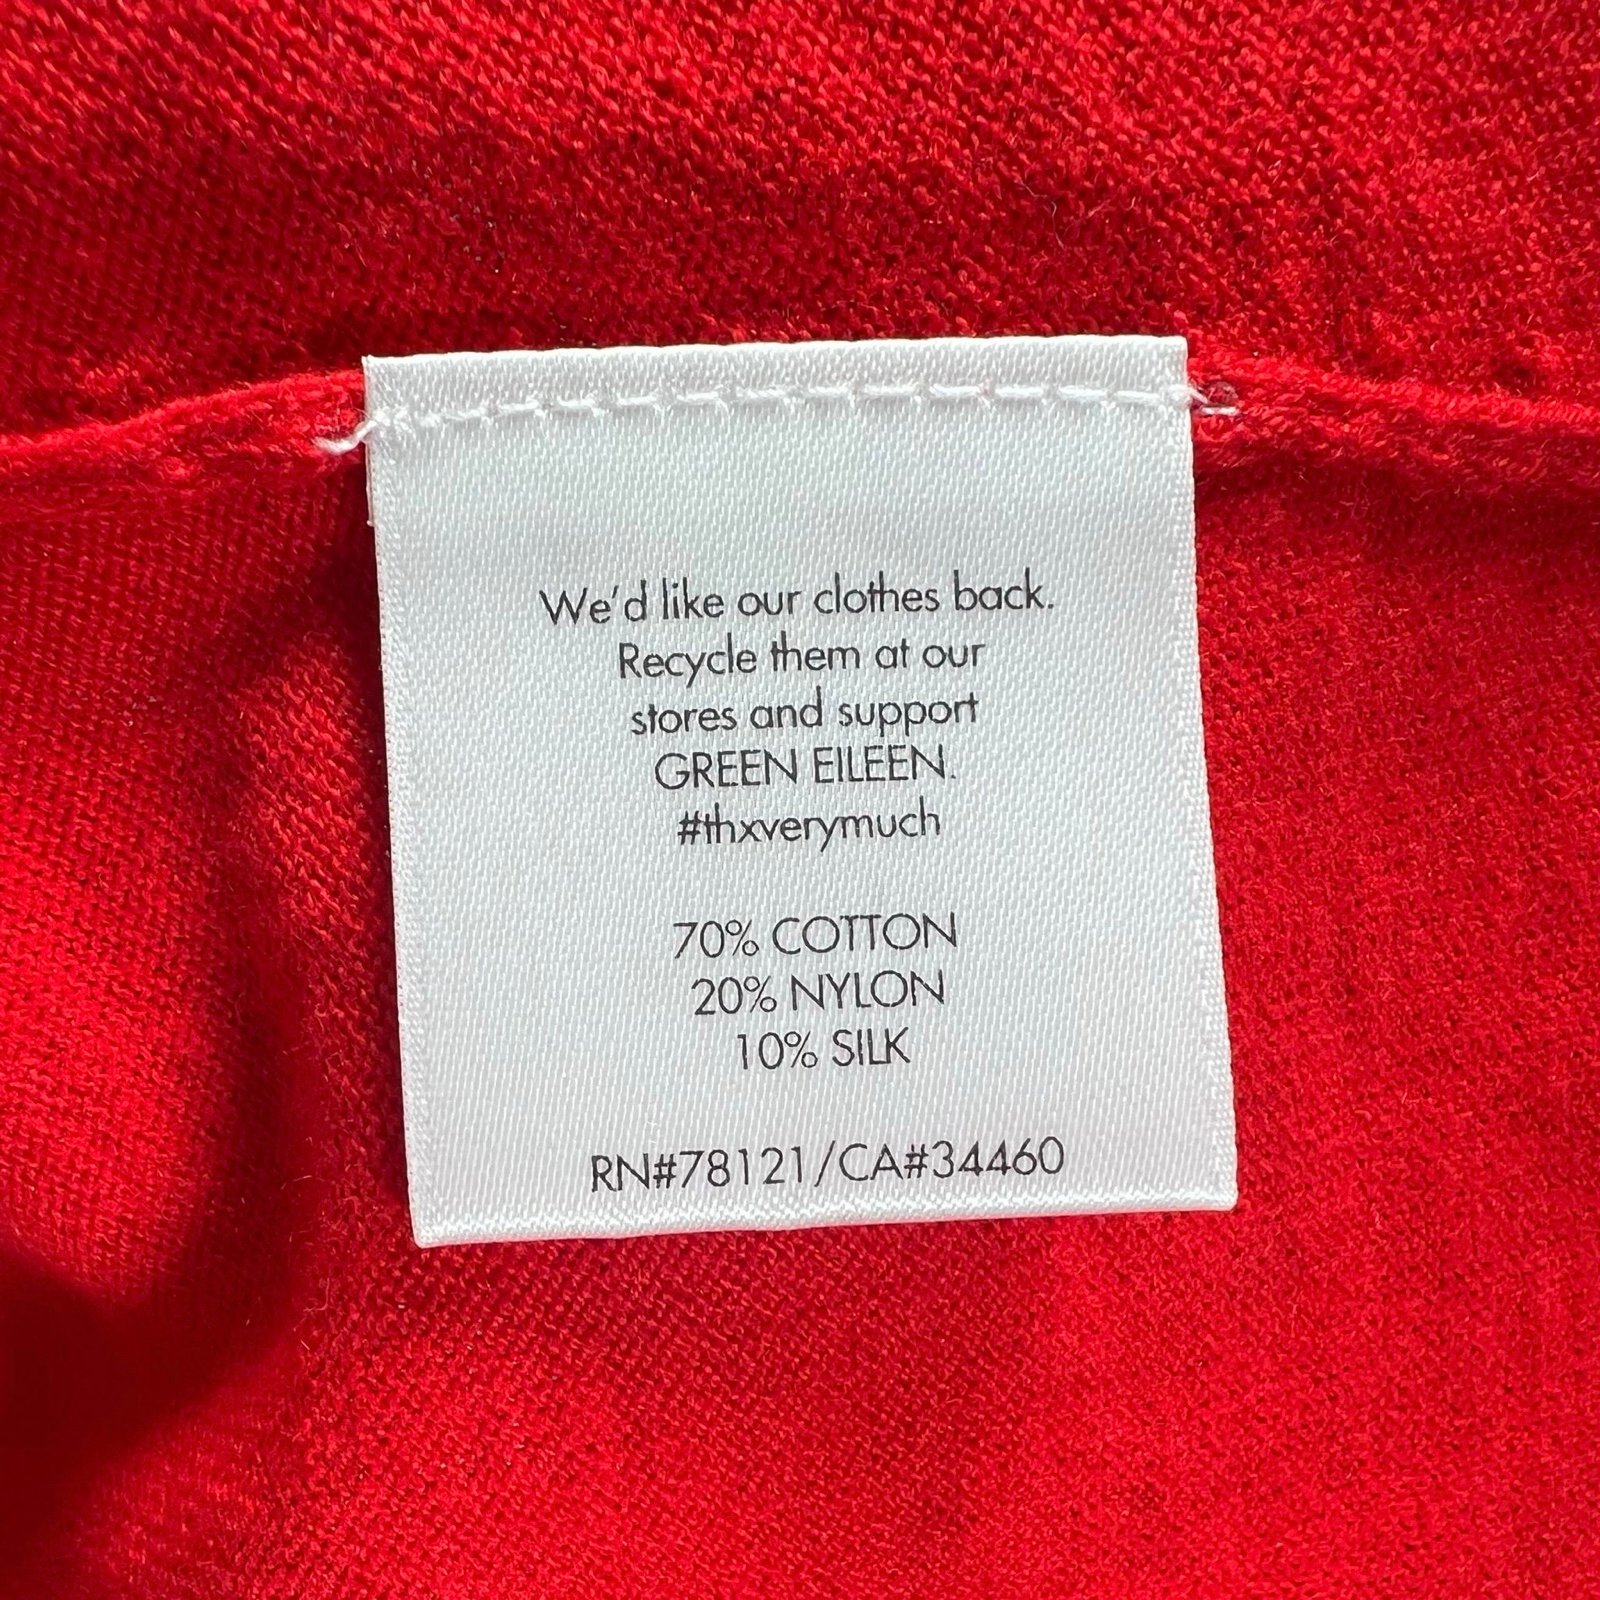 We'd like our clothes back.
Recycle them at our
stores and support
GREEN EILEEN.
#thxverymuch
70% COTTON
20% NYLON
10% SILK
RN#78121/CA#34460